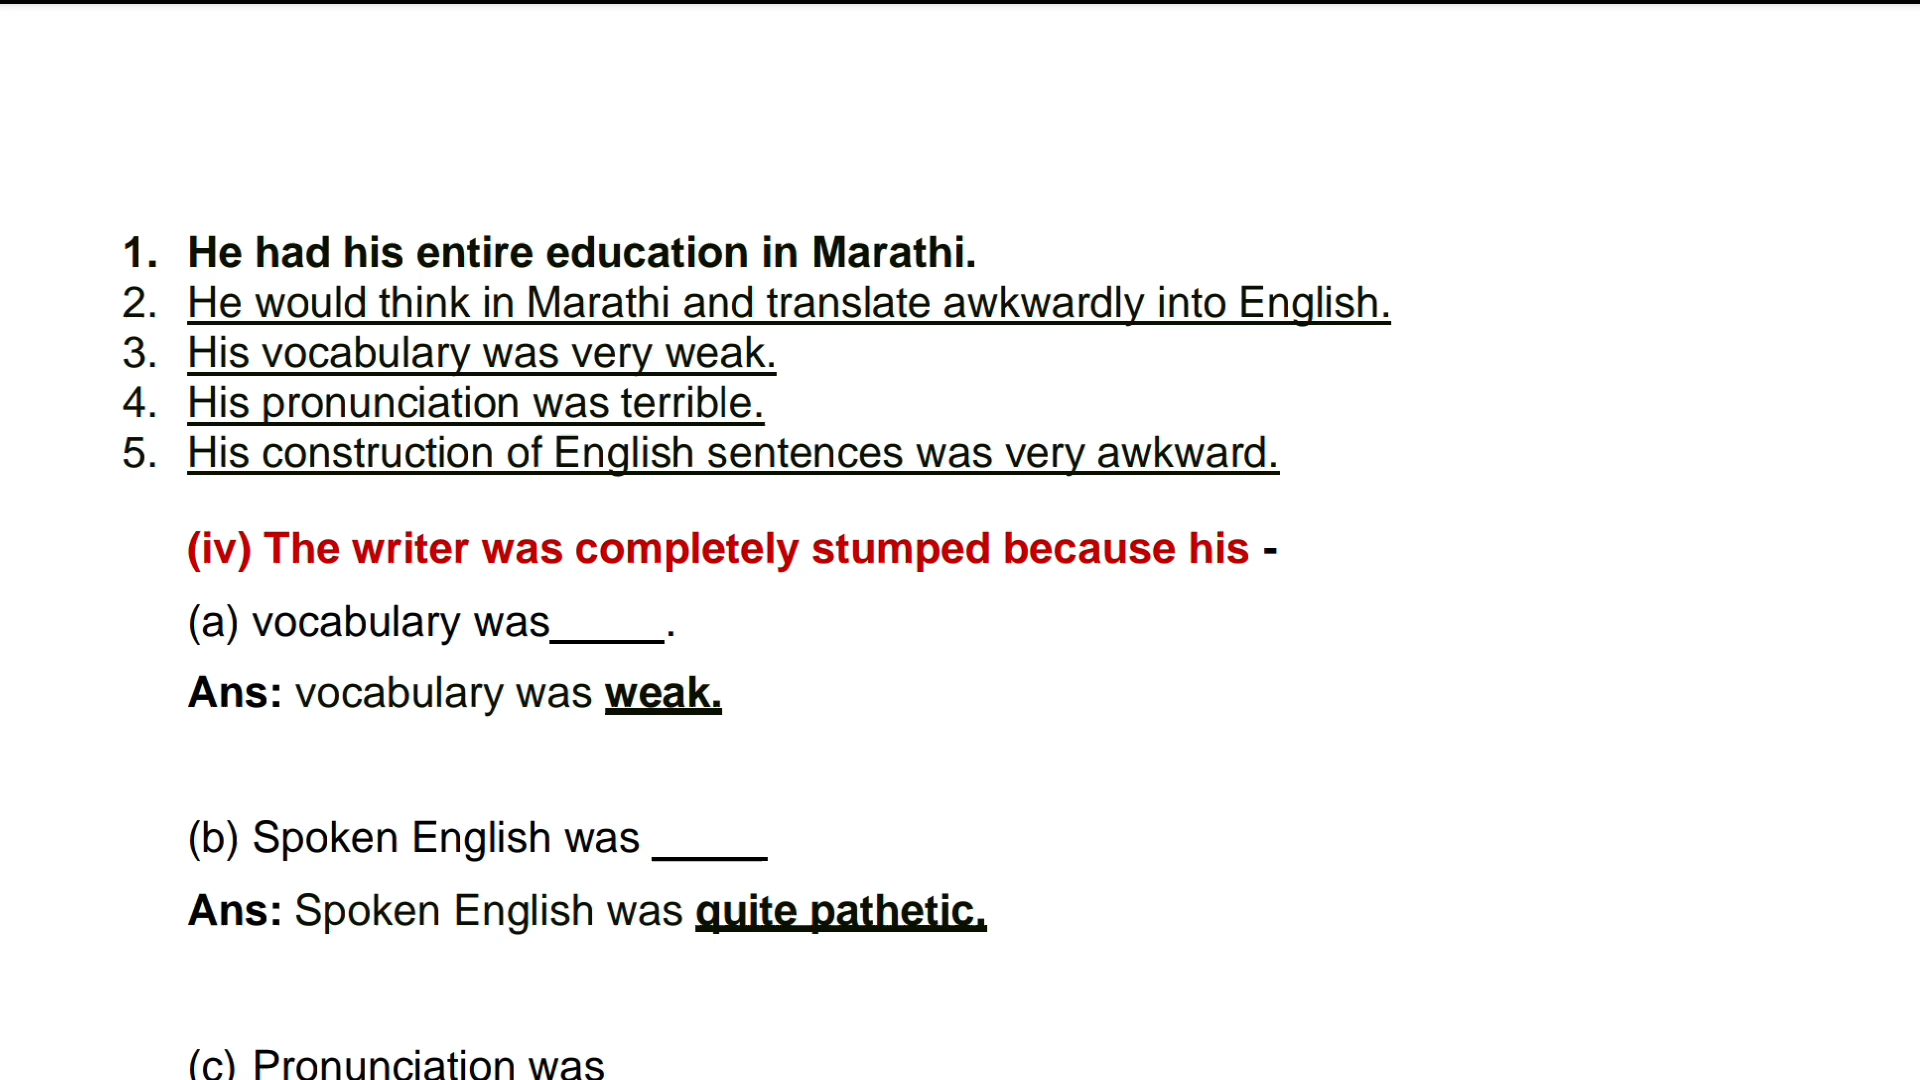 1. He had his entire education in Marathi.
2. He would think in Marathi and translate awkwardly into English.
3. His vocabulary was very weak.
4. His pronunciation was terrible.
5. His construction of English sentences was very awkward.
(iv) The writer was completely stumped because his -
(a) vocabulary was_____.
Ans: vocabulary was weak.
(b) Spoken English was _____
Ans: Spoken English was quite pathetic.
(c) Pronunciation was